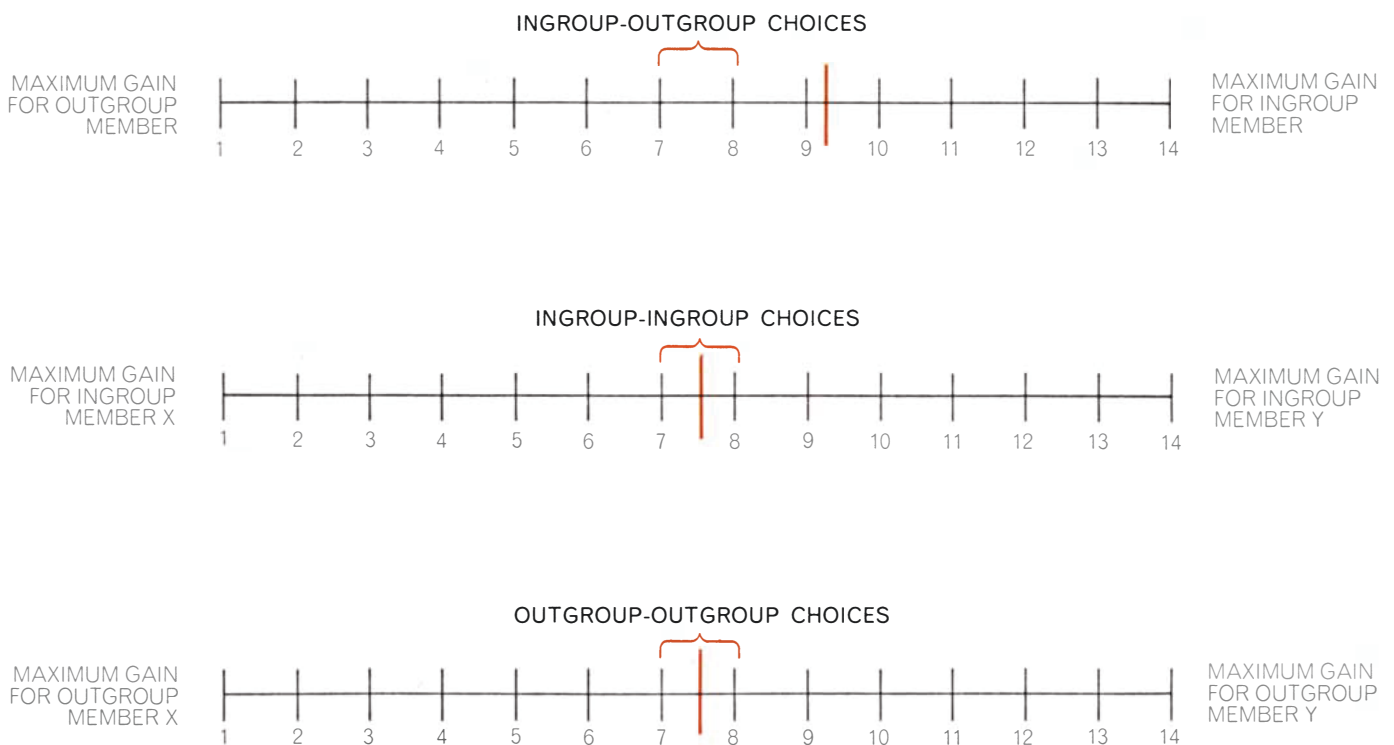 INGROUP-OUTGROUP CHOICES
MAXIMUM GAIN
FOR OUTGROUP
MEMBER
MAXIMUM GAIN
FOR INGROUP
MEMBER
1 2 3 4 5 6 7 8 9 10 11 12 13 14
INGROUP-INGROUP CHOICES
MAXIMUM GAIN
FOR INGROUP
MEMBER X
MAXIMUM GAIN
FOR INGROUP
MEMBER Y
1 2 3 4 5 6 7 8 9 10 11 12 13 14
OUTGROUP-OUTGROUP CHOICES
MAXIMUM GAIN
FOR OUTGROUP
MEMBER X
MAXIMUM GAIN
FOR OUTGROUP
MEMBER Y
1 2 3 4 5 6 7 8 9 10 11 12 13 14